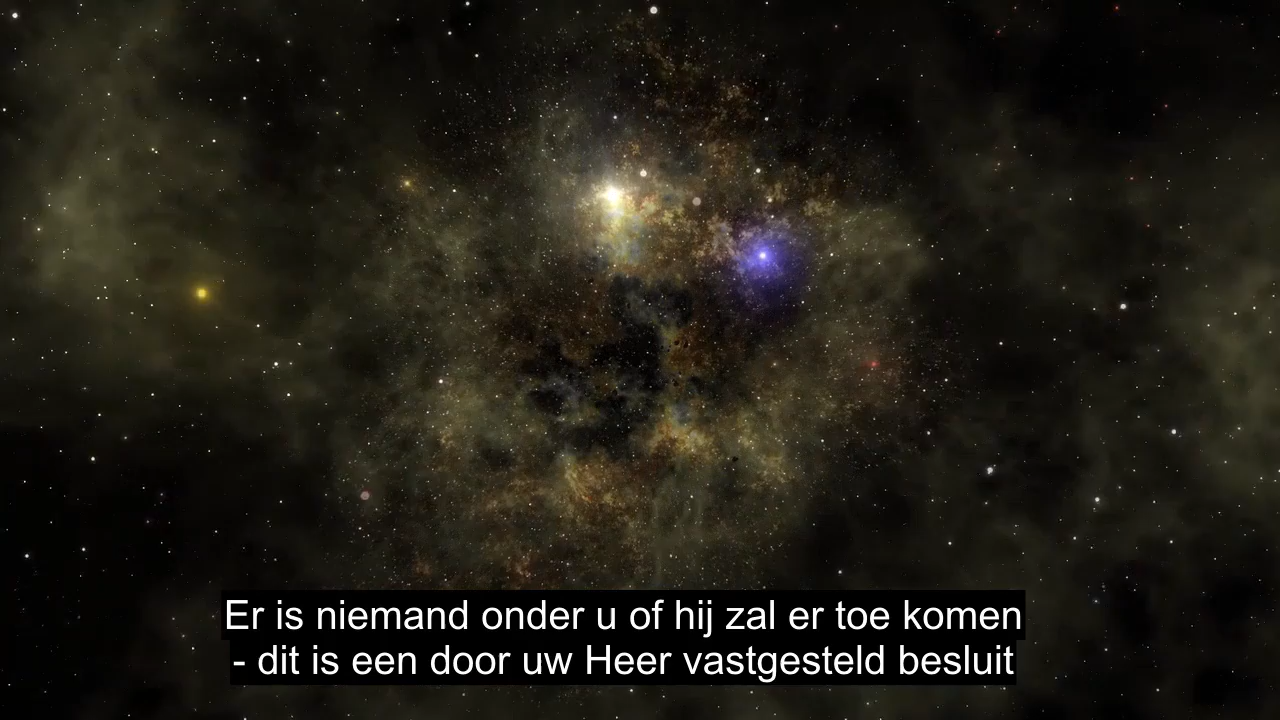 Er is niemand onder u of hij zal er toe komen
- dit is een door uw Heer vastgesteld besluit